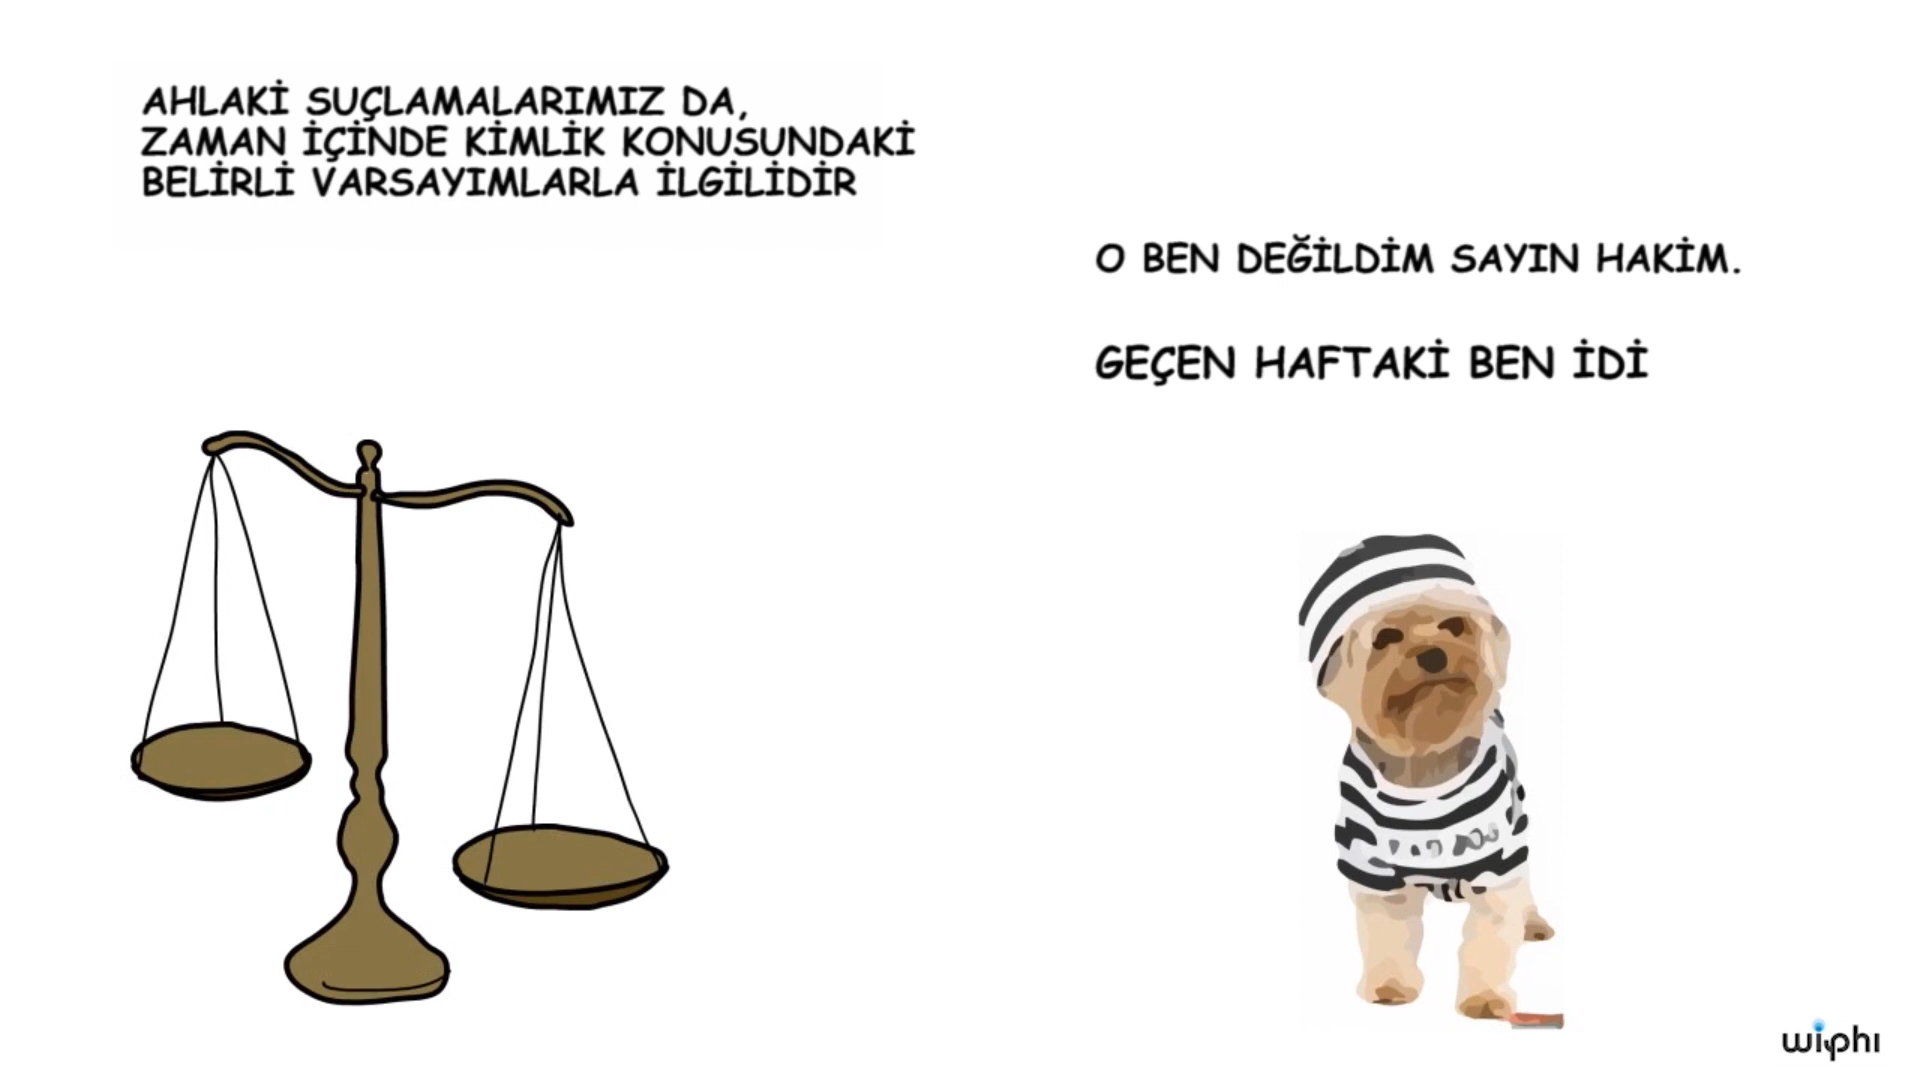 AHLAKİ SUÇLAMALARIMIZ DA,
ZAMAN İÇİNDE KİMLİK KONUSUNDAKİ
BELİRLİ VARSAYIMLARLA İLGİLİDİR
O BEN DEĞİLDİM SAYIN HAKİM.
GEÇEN HAFTAKİ BEN İDİ
wiphi